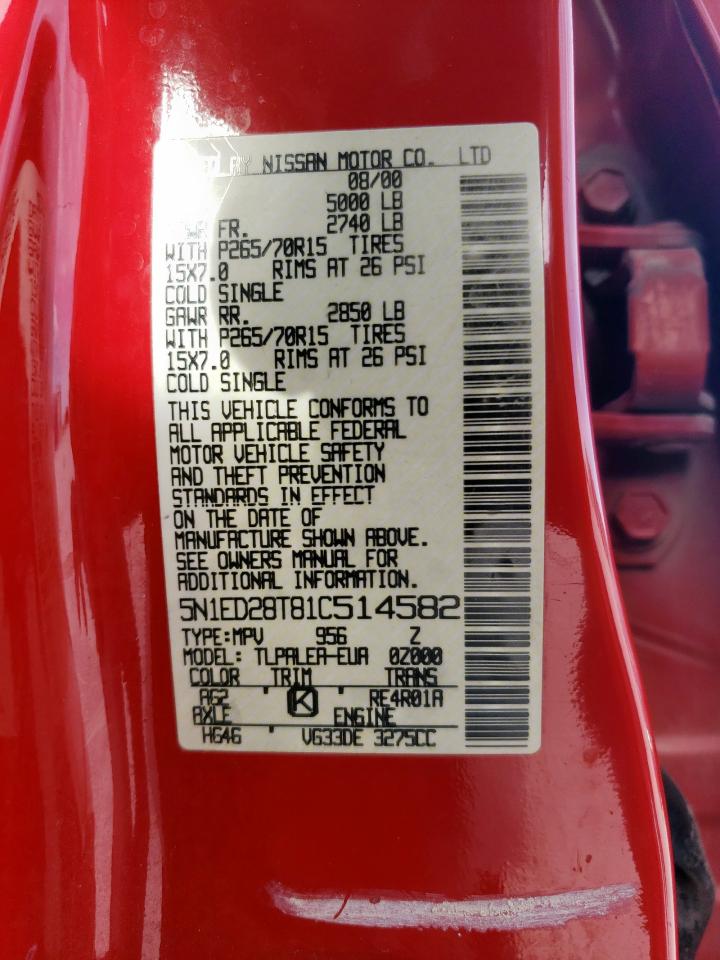 NISSAN MOTOR CO. LTD
08/00
5000 LB
FR. 2740 LB
WITH P265/70R15 TIRES
15X7.0 RIMS AT 26 PSI
COLD SINGLE
GAWR RR. 2850 LB
WITH P265/70R15 TIRES
15X7.0 RIMS AT 26 PSI
COLD SINGLE
THIS VEHICLE CONFORMS TO
ALL APPLICABLE FEDERAL
MOTOR VEHICLE SAFETY
AND THEFT PREVENTION
STANDARDS IN EFFECT
ON THE DATE OF
MANUFACTURE SHOWN ABOVE.
SEE OWNERS MANUAL FOR
ADDITIONAL INFORMATION
5N1ED28T81C514582
TYPE:MPV 956 Z
MODEL: TLPALEA-EUA 0Z000
COLOR TRIM TRANS
AG2 K RE4R01A
AXLE ENGINE
HG46 VG33DE 3275CC